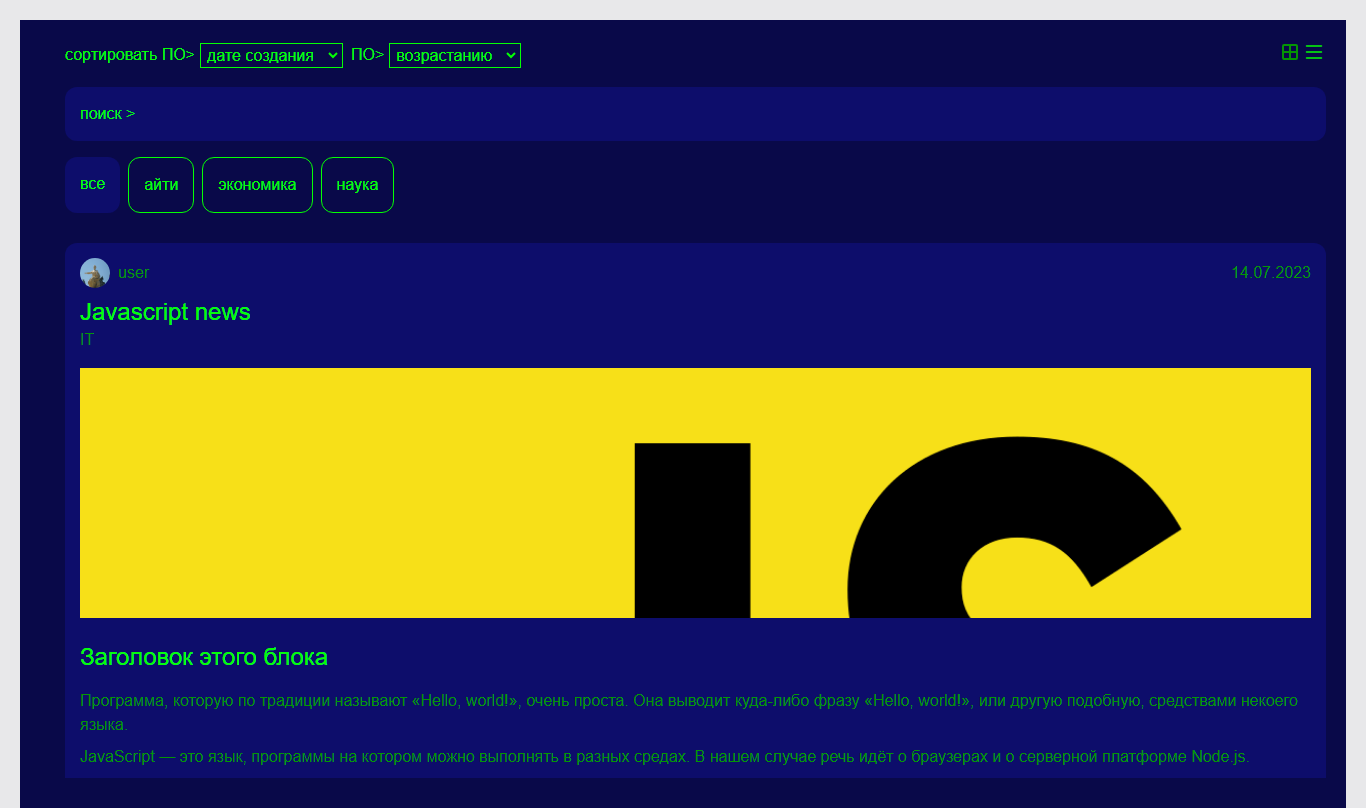 сортировать ПО> дате создания ПО> возрастанию
поиск >
все айти экономика наука
user 14.07.2023
Javascript news
IT
JS
Заголовок этого блока
Программа, которую по традиции называют «Hello, world!», очень проста. Она выводит куда-либо фразу «Hello, world!», или другую подобную, средствами некоего
языка.
JavaScript — это язык, программы на котором можно выполнять в разных средах. В нашем случае речь идёт о браузерах и о серверной платформе Node.js.